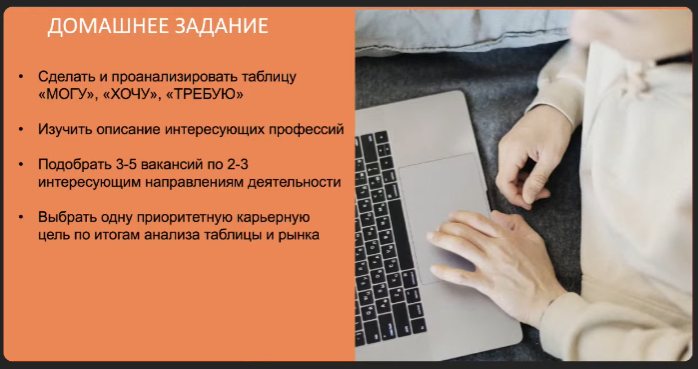 ДОМАШНЕЕ ЗАДАНИЕ
• Сделать и проанализировать таблицу
«МОГУ», «ХОЧУ», «ТРЕБУЮ»
• Изучить описание интересующих профессий
• Подобрать 3-5 вакансий по 2-3
интересующим направлениям деятельности
• Выбрать одну приоритетную карьерную
цель по итогам анализа таблицы и рынка